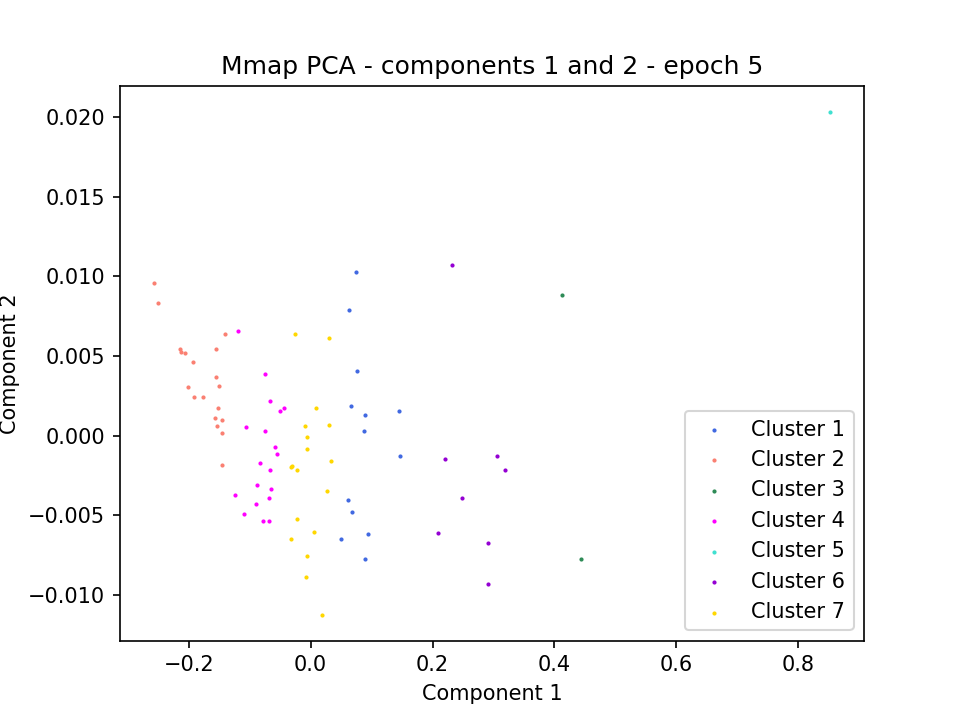 Mmap PCA - components 1 and 2 - epoch 5
0.020
0.015
0.010
0.005
0.000
−0.005
−0.010
Component 2
−0.2
0.0
0.2
0.4
0.6
0.8
Component 1
Cluster 1
Cluster 2
Cluster 3
Cluster 4
Cluster 5
Cluster 6
Cluster 7